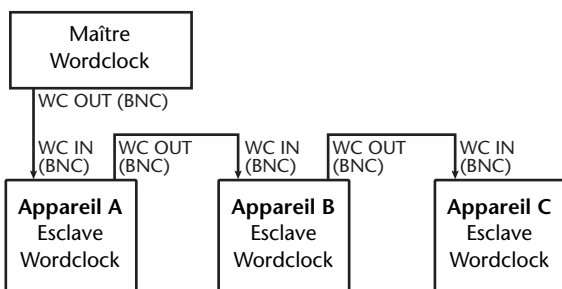 Maître
Wordclock
WC OUT (BNC)
WC IN
(BNC)
WC OUT
(BNC)
WC IN
(BNC)
WC OUT
(BNC)
WC IN
(BNC)
Appareil A
Esclave
Wordclock
Appareil B
Esclave
Wordclock
Appareil C
Esclave
Wordclock